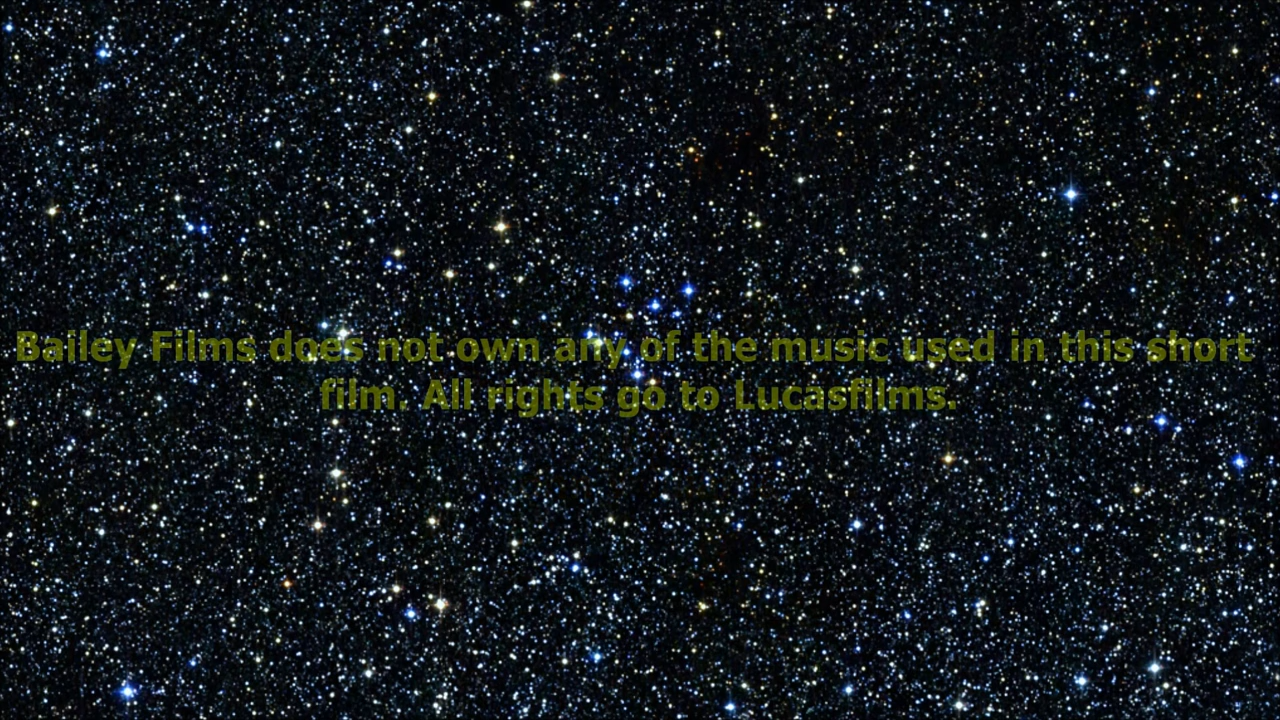 Bailey Films does not own any of the music used in this short
film. All rights go to Lucasfilms.